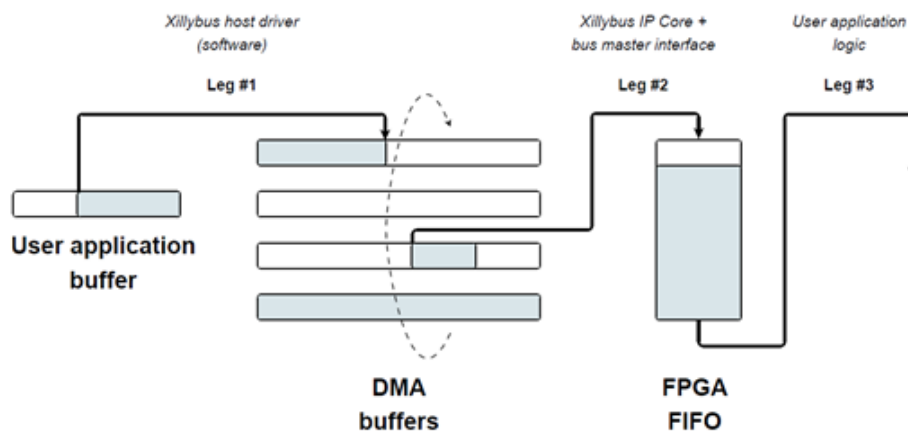 Xillybus host driver
(software)
Leg #1
Xillybus IP Core +
bus master interface
Leg #2
User application
logic
Leg #3
User application
buffer
DMA
buffers
FPGA
FIFO